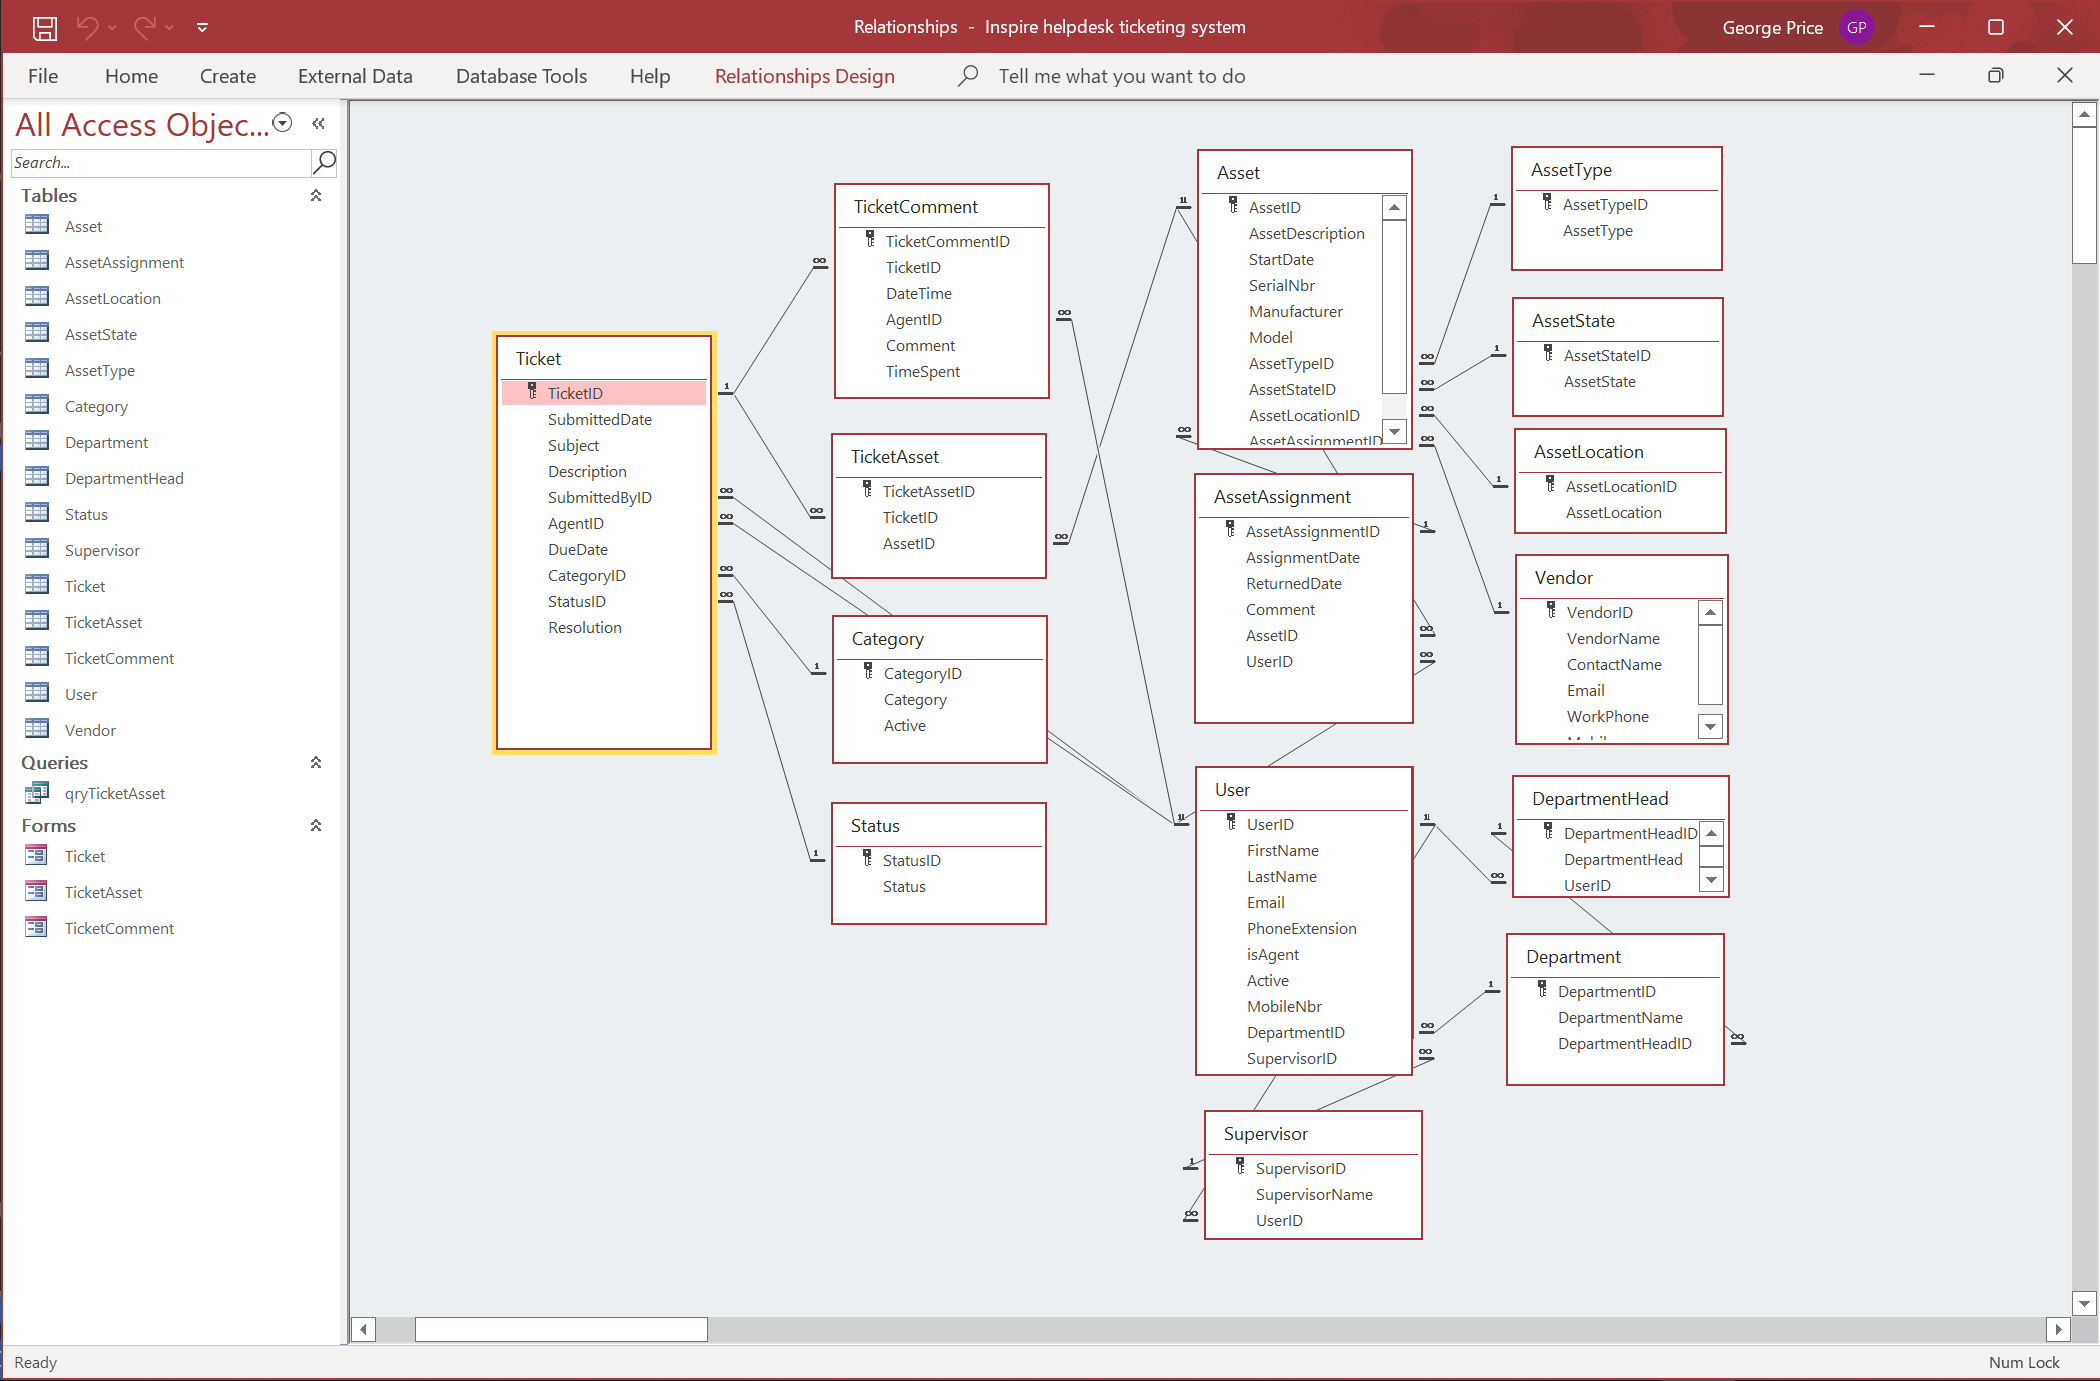 Relationships - Inspire helpdesk ticketing system
George Price GP
File Home Create External Data Database Tools Help Relationships Design Tell me what you want to do
All Access Objec...
Search...
Tables
Asset
AssetAssignment
AssetLocation
AssetState
AssetType
Category
Department
DepartmentHead
Status
Supervisor
Ticket
TicketAsset
TicketComment
User
Vendor
Queries
qryTicketAsset
Forms
Ticket
TicketAsset
TicketComment
Ticket
TicketID
SubmittedDate
Subject
Description
SubmittedByID
AgentID
DueDate
CategoryID
StatusID
Resolution
TicketComment
TicketCommentID
TicketID
DateTime
AgentID
Comment
TimeSpent
TicketAsset
TicketAssetID
TicketID
AssetID
Category
CategoryID
Category
Active
Status
StatusID
Status
Asset
AssetID
AssetDescription
StartDate
SerialNbr
Manufacturer
Model
AssetTypeID
AssetStateID
AssetLocationID
AssetAssignmentID
AssetAssignment
AssetAssignmentID
AssignmentDate
ReturnedDate
Comment
AssetID
UserID
User
UserID
FirstName
LastName
Email
PhoneExtension
isAgent
Active
MobileNbr
DepartmentID
SupervisorID
Supervisor
SupervisorID
SupervisorName
UserID
AssetType
AssetTypeID
AssetType
AssetState
AssetStateID
AssetState
AssetLocation
AssetLocationID
AssetLocation
Vendor
VendorID
VendorName
ContactName
Email
WorkPhone
DepartmentHead
DepartmentHeadID
DepartmentHead
UserID
Department
DepartmentID
DepartmentName
DepartmentHeadID
Ready
Num Lock